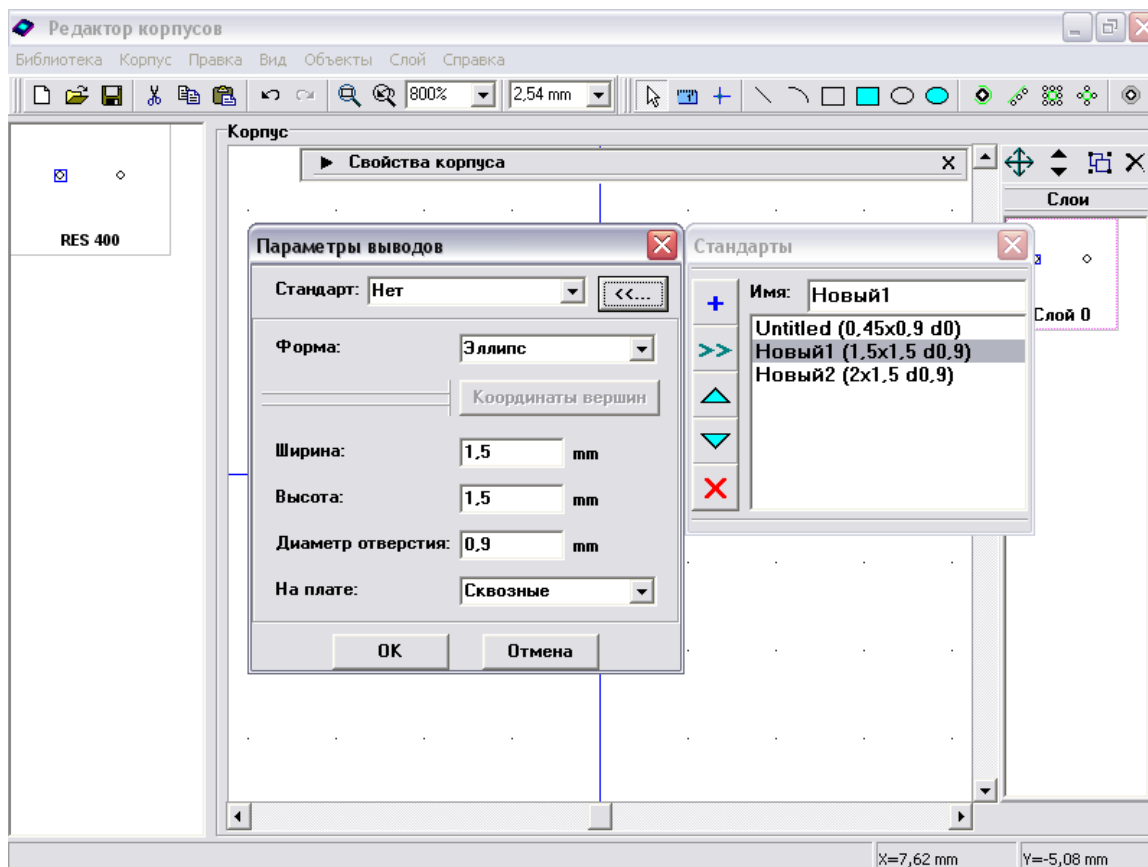 Редактор корпусов
Библиотека Корпус Правка Вид Объекты Слой Справка
800% 2,54 mm
Корпус
Свойства корпуса X
Слои
RES 400
Слой 0
Параметры выводов
Стандарт: Нет <<...
Форма: Эллипс
Координаты вершин
Ширина: 1,5 mm
Высота: 1,5 mm
Диаметр отверстия: 0,9 mm
На плате: Сквозные
OK Отмена
Стандарты
Имя: Новый1
+
>>
Untitled (0,45x0,9 d0)
Новый1 (1,5x1,5 d0,9)
Новый2 (2x1,5 d0,9)
X=7,62 mm Y=-5,08 mm